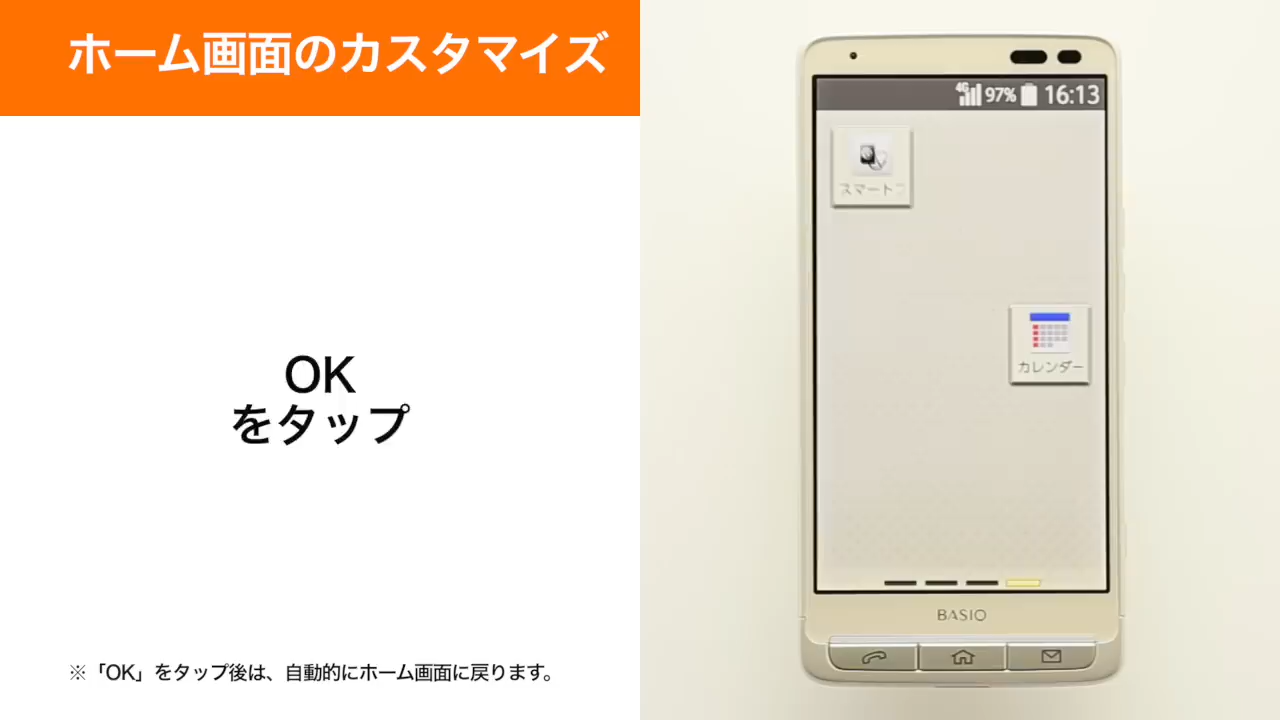 ホーム画面のカスタマイズ
OK
をタップ
※「OK」をタップ後は、自動的にホーム画面に戻ります。
4G 97% 16:13
スマートフ
カレンダー
BASIO